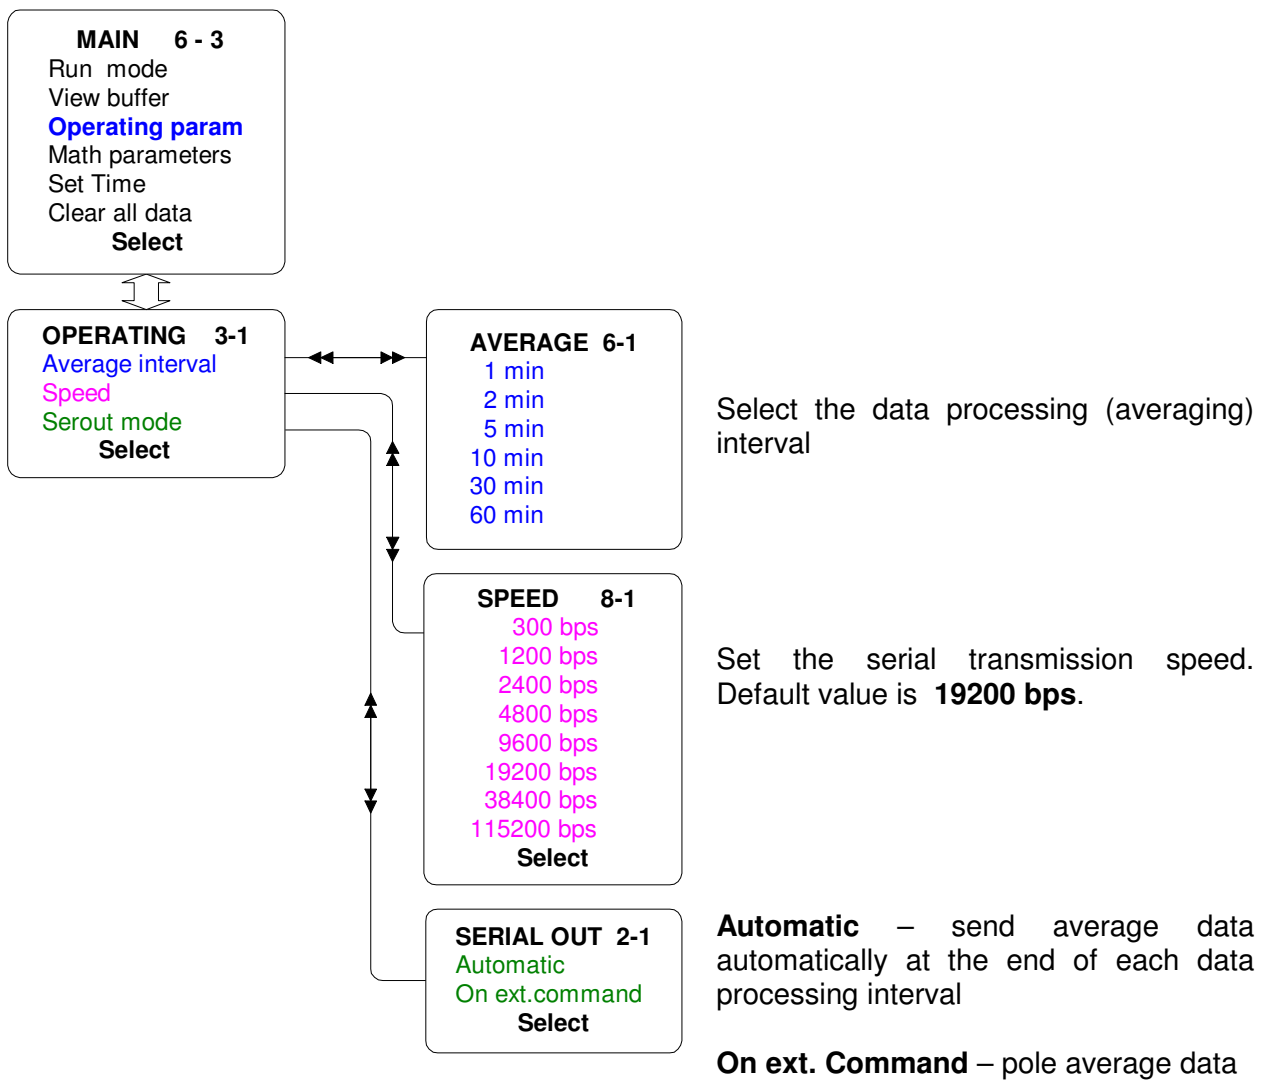 MAIN 6 - 3
Run mode
View buffer
Operating param
Math parameters
Set Time
Clear all data
Select
OPERATING 3-1
Average interval
Speed
Serout mode
Select
AVERAGE 6-1
1 min
2 min
5 min
10 min
30 min
60 min
Select the data processing (averaging)
interval
SPEED 8-1
300 bps
1200 bps
2400 bps
4800 bps
9600 bps
19200 bps
38400 bps
115200 bps
Select
Set the serial transmission speed.
Default value is 19200 bps.
SERIAL OUT 2-1
Automatic
On ext.command
Select
Automatic – send average data
automatically at the end of each data
processing interval
On ext. Command – pole average data